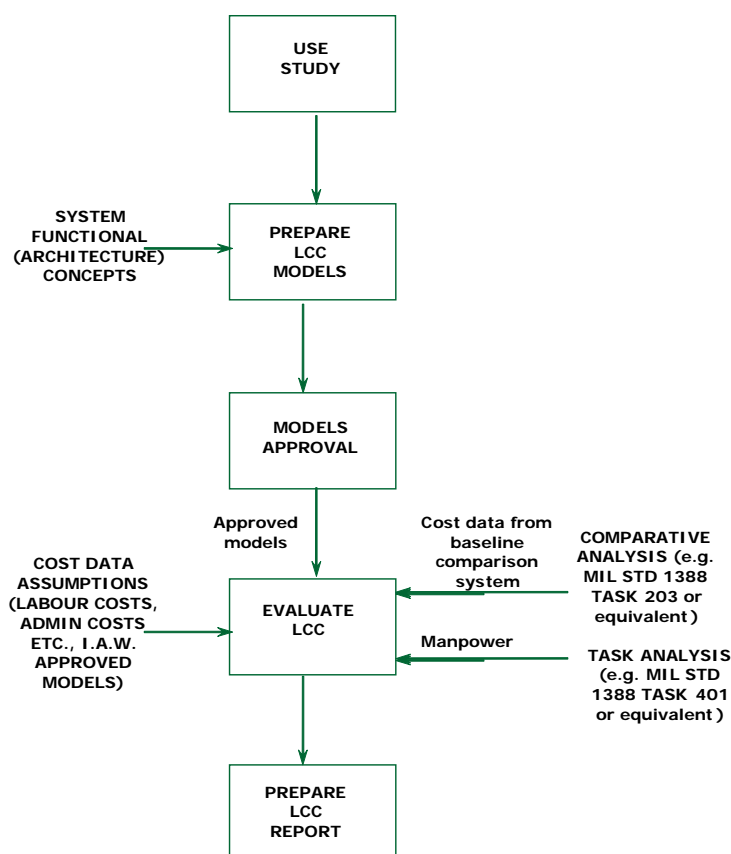 USE
STUDY
SYSTEM
FUNCTIONAL
(ARCHITECTURE)
CONCEPTS
PREPARE
LCC
MODELS
MODELS
APPROVAL
Approved
models
Cost data from
baseline
comparison
system
COMPARATIVE
ANALYSIS (e.g.
MIL STD 1388
TASK 203 or
equivalent)
COST DATA
ASSUMPTIONS
(LABOUR COSTS,
ADMIN COSTS
ETC., I.A.W.
APPROVED
MODELS)
EVALUATE
LCC
Manpower
TASK ANALYSIS
(e.g. MIL STD
1388 TASK 401
or equivalent)
PREPARE
LCC
REPORT